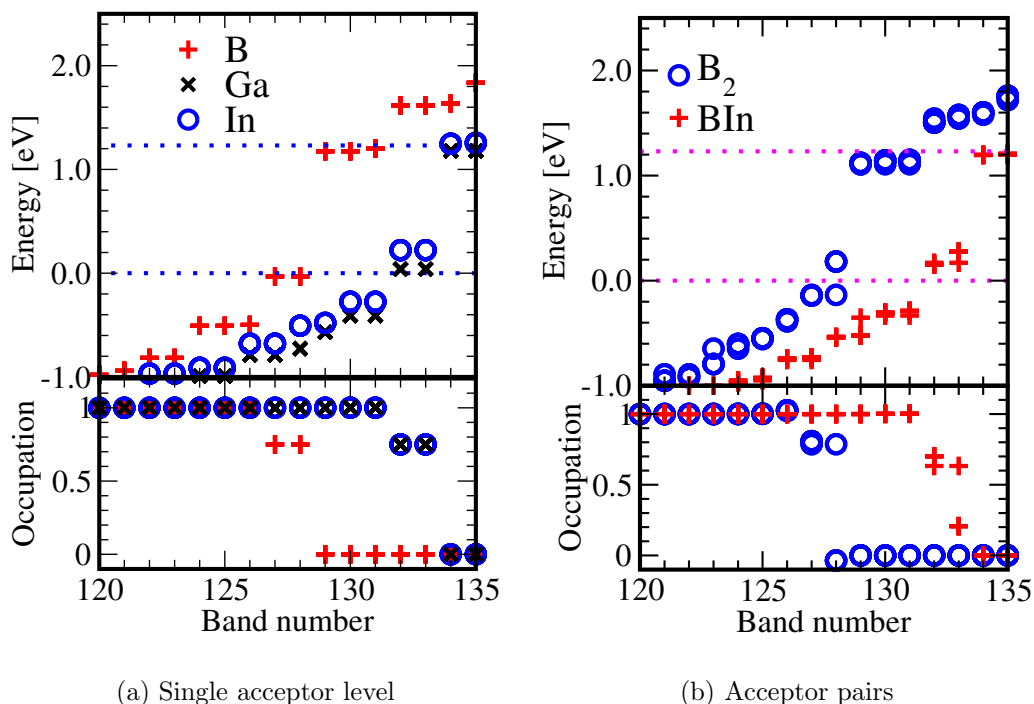 Energy [eV]
2.0
1.0
0.0
-1.0
B
Ga
In
Occupation
1
0.5
0
120
125
130
135
Band number
(a) Single acceptor level
Energy [eV]
2.0
1.0
0.0
-1.0
B₂
BIn
Occupation
1
0.5
0
120
125
130
135
Band number
(b) Acceptor pairs